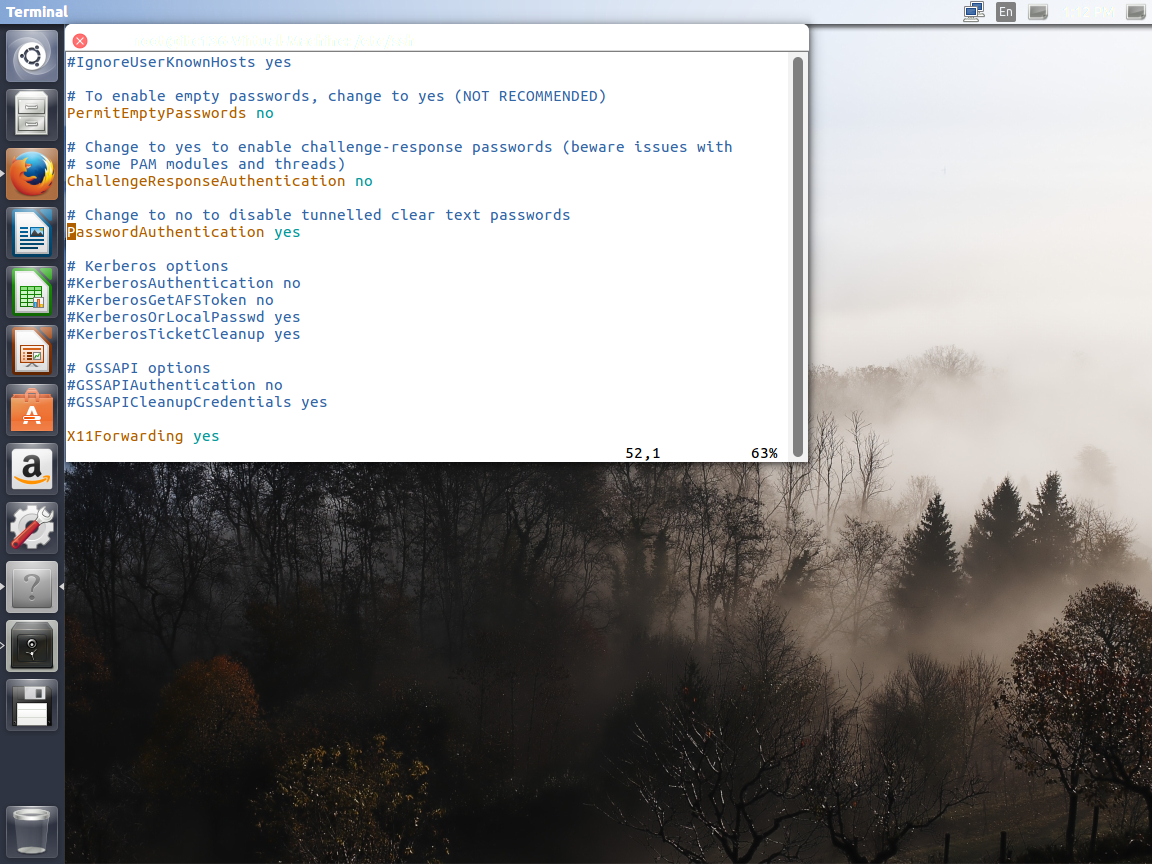 Terminal
En
#IgnoreUserKnownHosts yes
# To enable empty passwords, change to yes (NOT RECOMMENDED)
PermitEmptyPasswords no
# Change to yes to enable challenge-response passwords (beware issues with
# some PAM modules and threads)
ChallengeResponseAuthentication no
# Change to no to disable tunnelled clear text passwords
PasswordAuthentication yes
# Kerberos options
#KerberosAuthentication no
#KerberosGetAFSToken no
#KerberosOrLocalPasswd yes
#KerberosTicketCleanup yes
# GSSAPI options
#GSSAPIAuthentication no
#GSSAPICleanupCredentials yes
X11Forwarding yes
52,1 63%